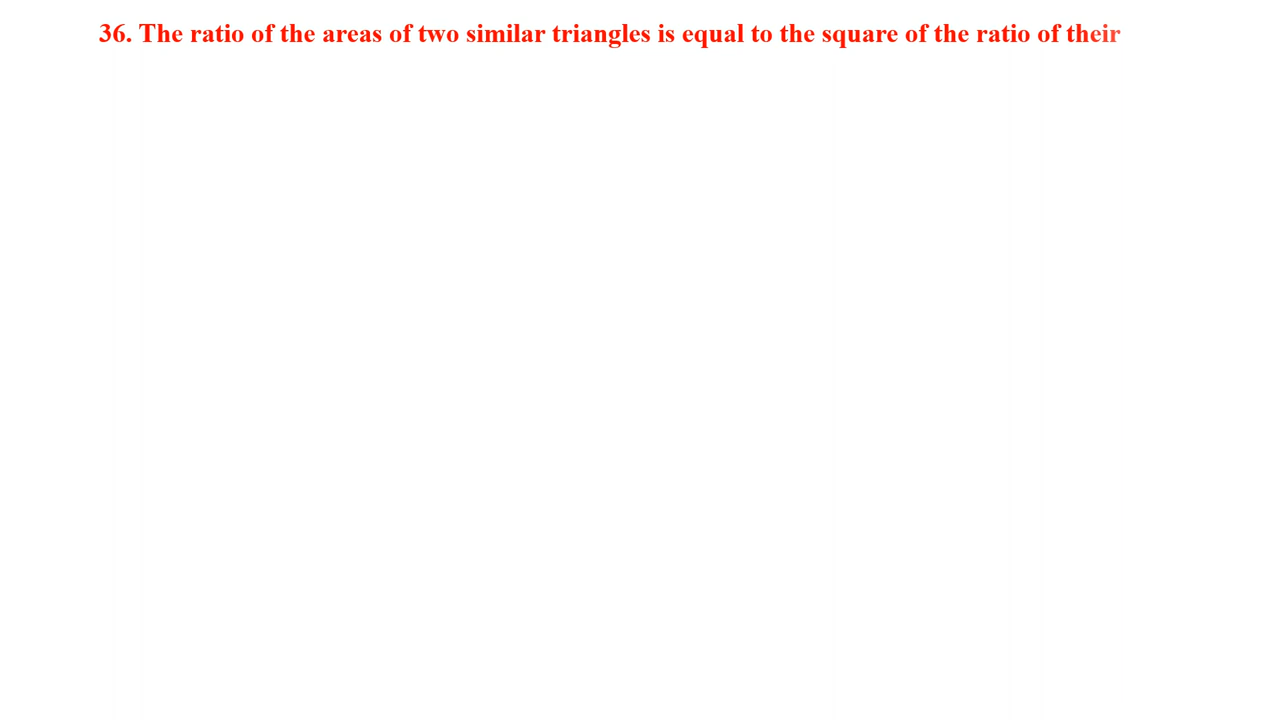 36. The ratio of the areas of two similar triangles is equal to the square of the ratio of their